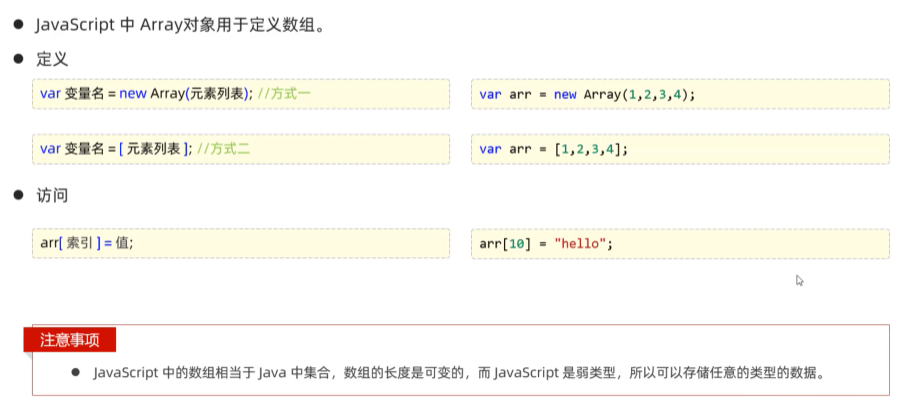 JavaScript 中 Array对象用于定义数组。
定义
var 变量名 = new Array(元素列表); //方式一
var arr = new Array(1,2,3,4);
var 变量名 = [ 元素列表 ]; //方式二
var arr = [1,2,3,4];
访问
arr[ 索引 ] = 值;
arr[10] = "hello";
注意事项
JavaScript 中的数组相当于 Java 中集合，数组的长度是可变的，而 JavaScript 是弱类型，所以可以存储任意的类型的数据。